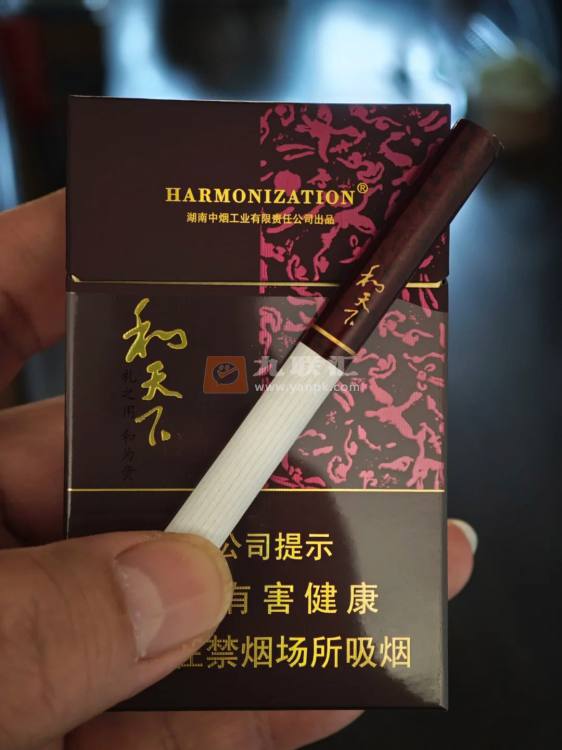 HARMONIZATION®
湖南中烟工业有限责任公司出品
和天下
和天下
礼之用 和为贵
九联汇
www.yanpk.com
公司提示
有害健康
禁烟场所吸烟